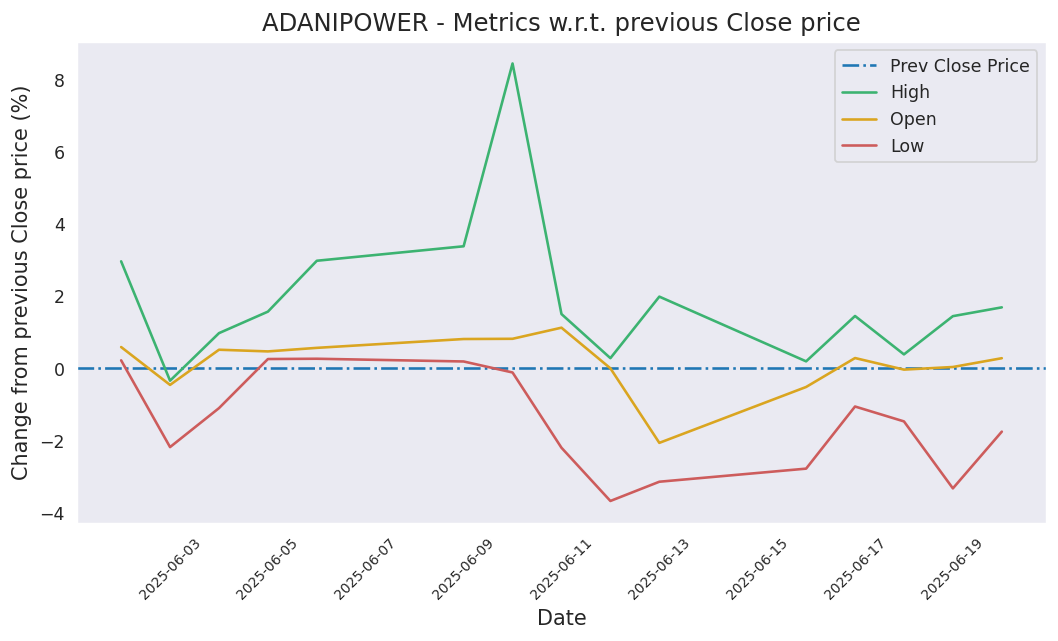 ADANIPOWER - Metrics w.r.t. previous Close price
Change from previous Close price (%)
8
6
4
2
0
−2
−4
Prev Close Price
High
Open
Low
2025-06-03
2025-06-05
2025-06-07
2025-06-09
2025-06-11
2025-06-13
2025-06-15
2025-06-17
2025-06-19
Date